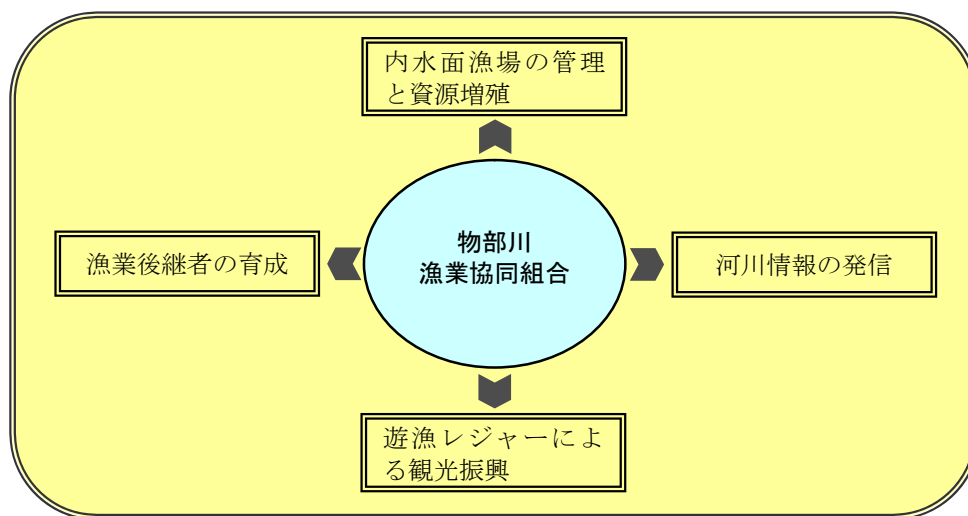 内水面漁場の管理
と資源増殖
漁業後継者の育成
物部川
漁業協同組合
河川情報の発信
遊漁レジャーによ
る観光振興